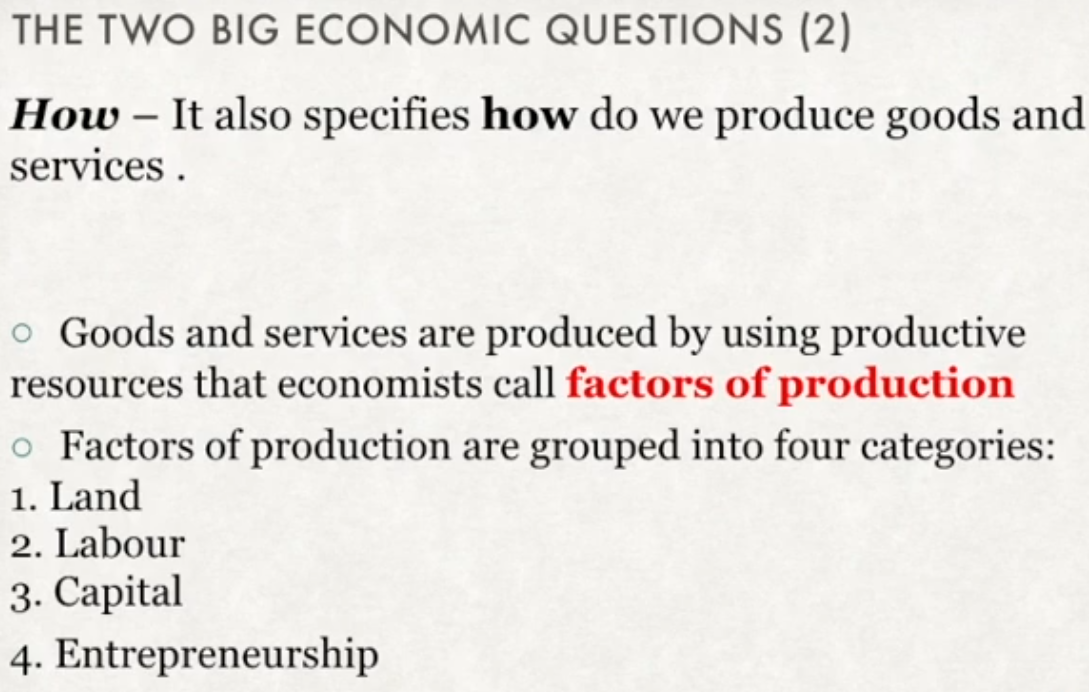 THE TWO BIG ECONOMIC QUESTIONS (2)
How – It also specifies how do we produce goods and
services .
Goods and services are produced by using productive
resources that economists call factors of production
Factors of production are grouped into four categories:
1. Land
2. Labour
3. Capital
4. Entrepreneurship